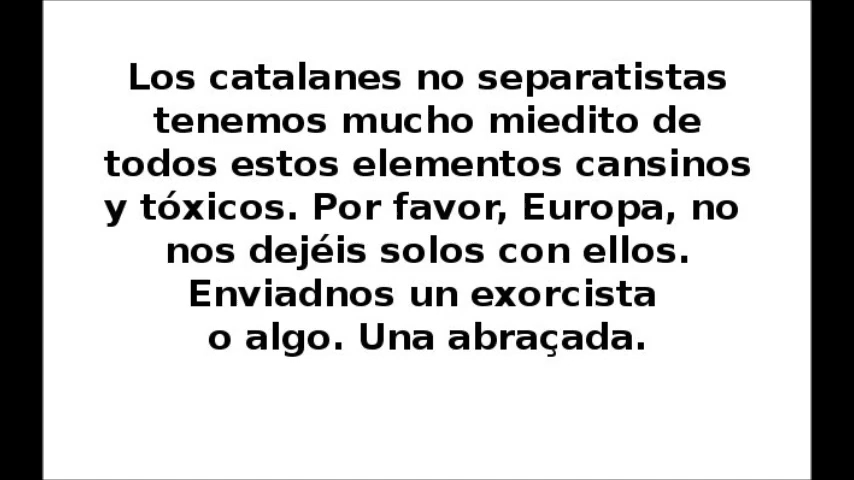 Los catalanes no separatistas
tenemos mucho miedito de
todos estos elementos cansinos
y tóxicos. Por favor, Europa, no
nos dejéis solos con ellos.
Enviadnos un exorcista
o algo. Una abraçada.